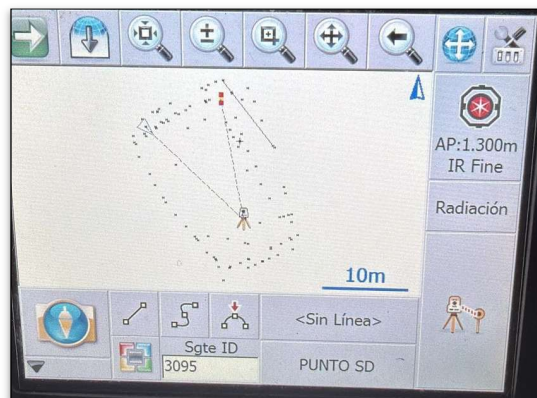 AP:1.300m
IR Fine
Radiación
10m
<Sin Línea>
Sgte ID
3095
PUNTO SD